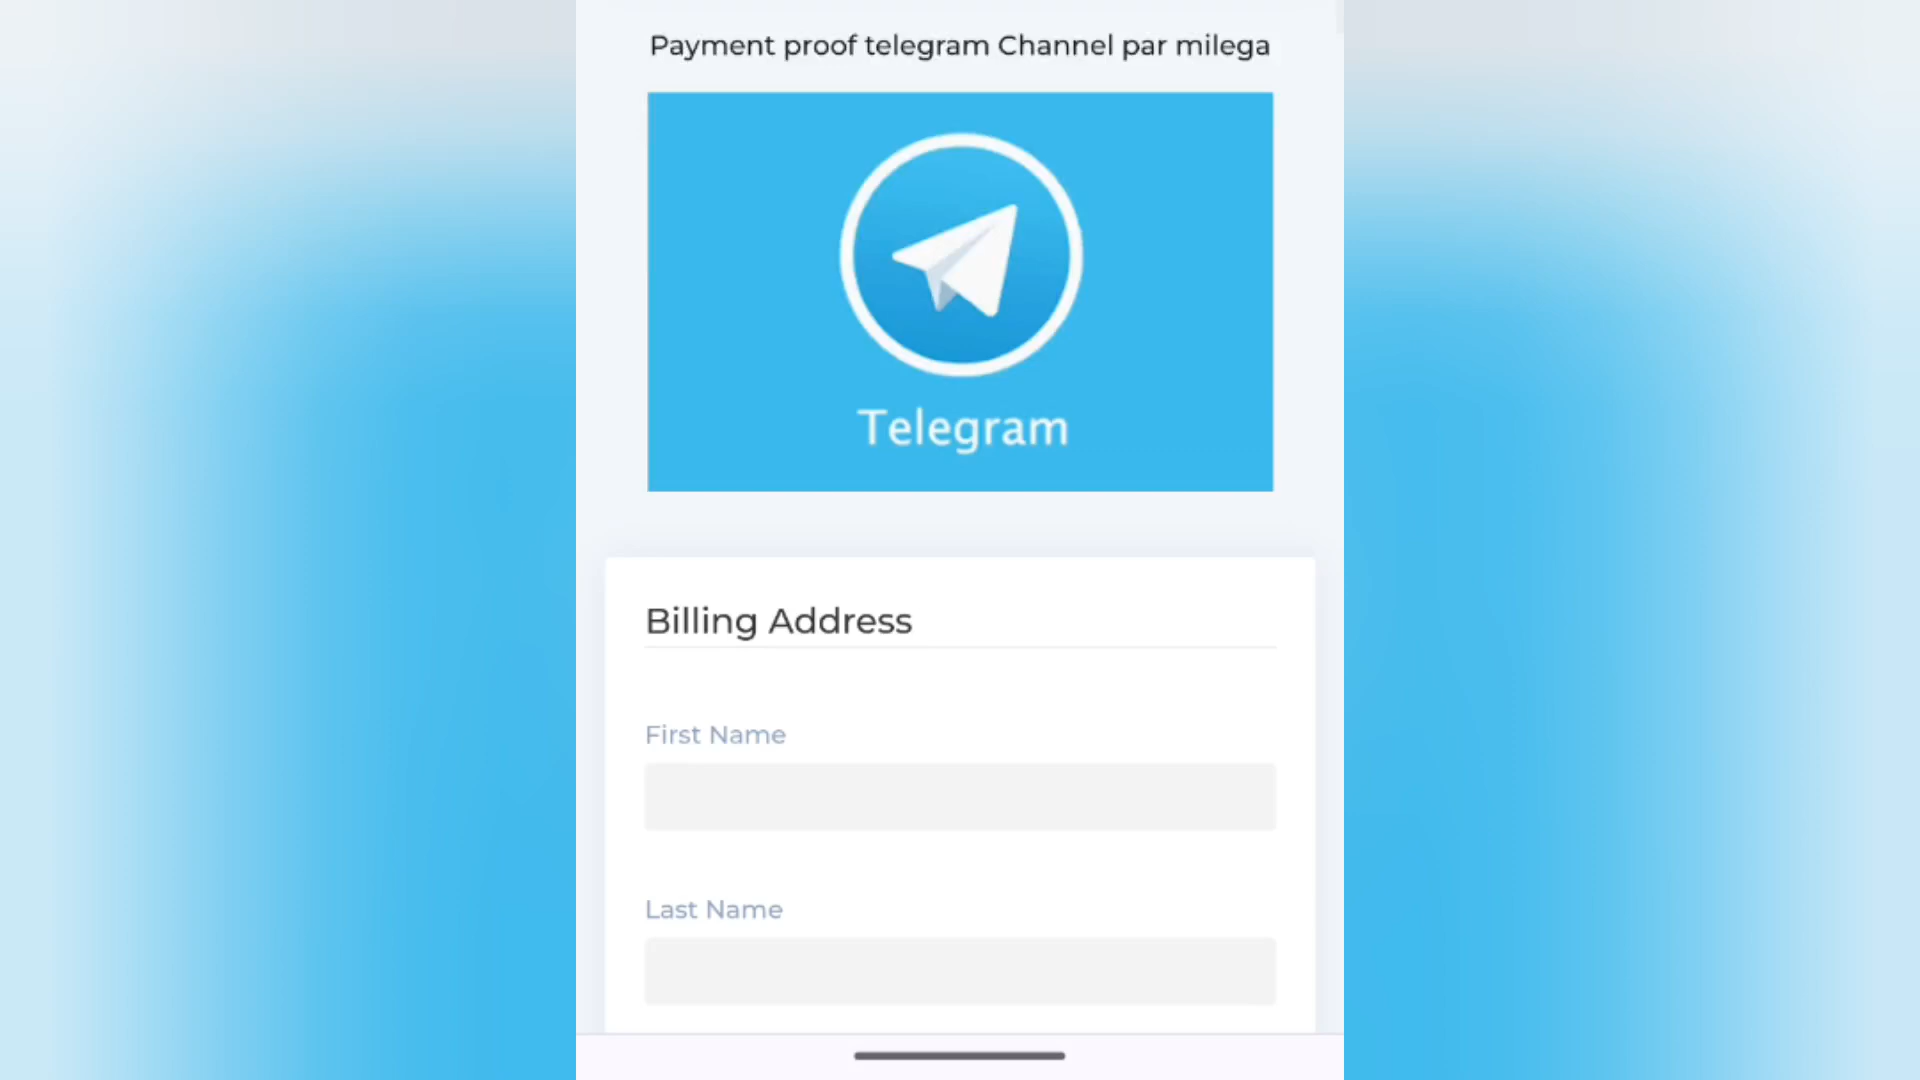 Payment proof telegram Channel par milega
Telegram
Billing Address
First Name
Last Name